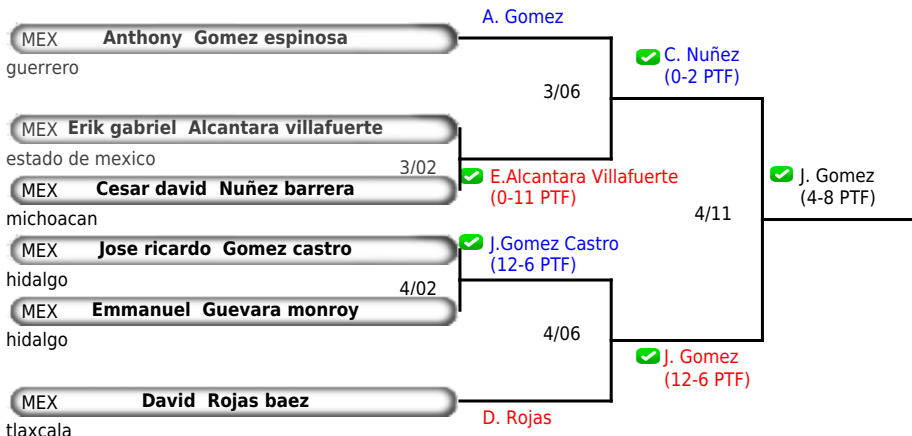 A. Gomez
MEX Anthony Gomez espinosa
guerrero
C. Nuñez
(0-2 PTF)
3/06
MEX Erik gabriel Alcantara villafuerte
estado de mexico
3/02
E.Alcantara Villafuerte
(0-11 PTF)
MEX Cesar david Nuñez barrera
michoacan
J. Gomez
(4-8 PTF)
4/11
MEX Jose ricardo Gomez castro
hidalgo
J.Gomez Castro
(12-6 PTF)
4/02
MEX Emmanuel Guevara monroy
hidalgo
4/06
J. Gomez
(12-6 PTF)
MEX David Rojas baez
tlaxcala
D. Rojas